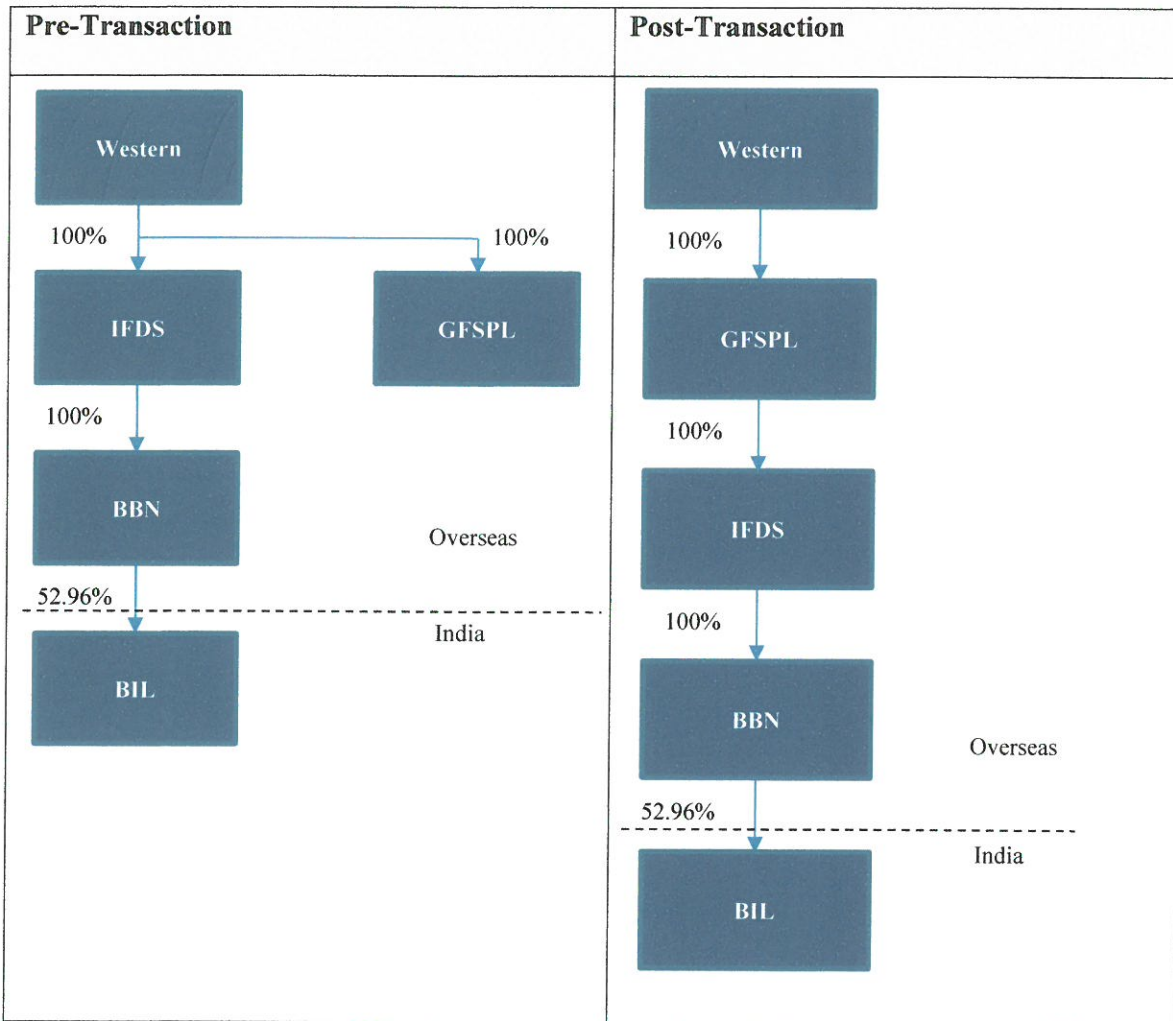 Pre-Transaction
Western
100%
100%
IFDS
GFSPL
100%
BBN
Overseas
52.96%
India
BIL
Post-Transaction
Western
100%
GFSPL
100%
IFDS
100%
BBN
Overseas
52.96%
India
BIL